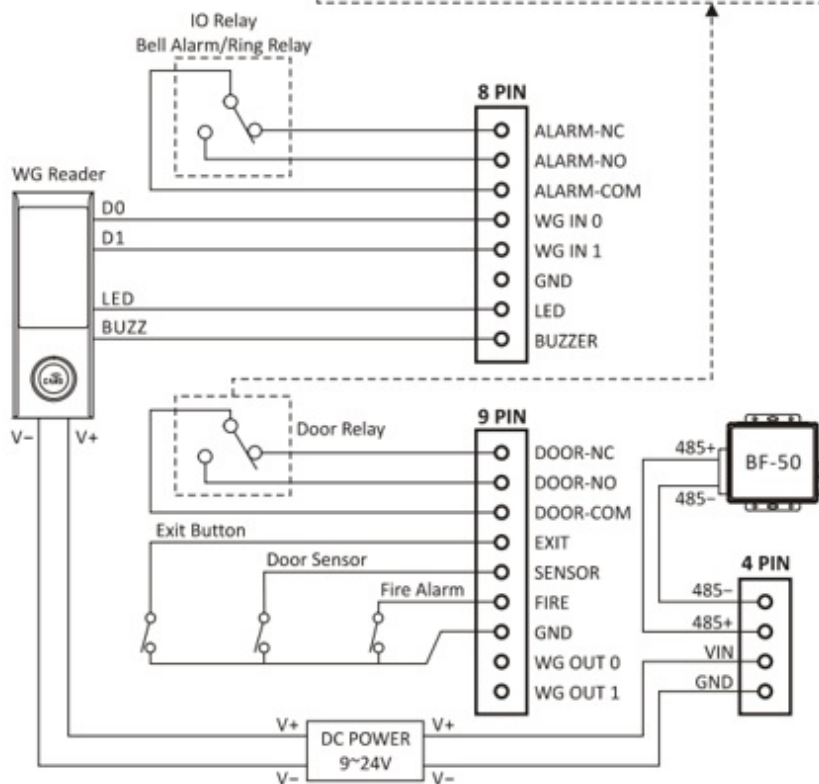 IO Relay
Bell Alarm/Ring Relay
8 PIN
ALARM-NC
ALARM-NO
ALARM-COM
WG IN 0
WG IN 1
GND
LED
BUZZER
WG Reader
D0
D1
LED
BUZZ
CARD
V− V+
Door Relay
9 PIN
DOOR-NC
DOOR-NO
DOOR-COM
EXIT
SENSOR
FIRE
GND
WG OUT 0
WG OUT 1
Exit Button
Door Sensor
Fire Alarm
485+
485−
BF-50
4 PIN
485−
485+
VIN
GND
V+ V+
DC POWER
9~24V
V− V−